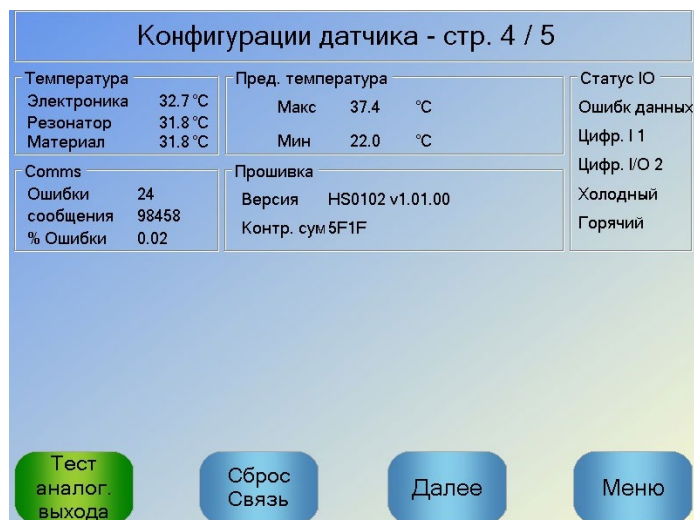 Конфигурации датчика - стр. 4 / 5
Температура
Электроника 32.7 °C
Резонатор 31.8 °C
Материал 31.8 °C
Пред. температура
Макс 37.4 °C
Мин 22.0 °C
Статус IO
Ошибк данных
Цифр. I 1
Цифр. I/O 2
Холодный
Горячий
Comms
Ошибки 24
сообщения 98458
% Ошибки 0.02
Прошивка
Версия HS0102 v1.01.00
Контр. сум 5F1F
Тест
аналог.
выхода
Сброс
Связь
Далее
Меню